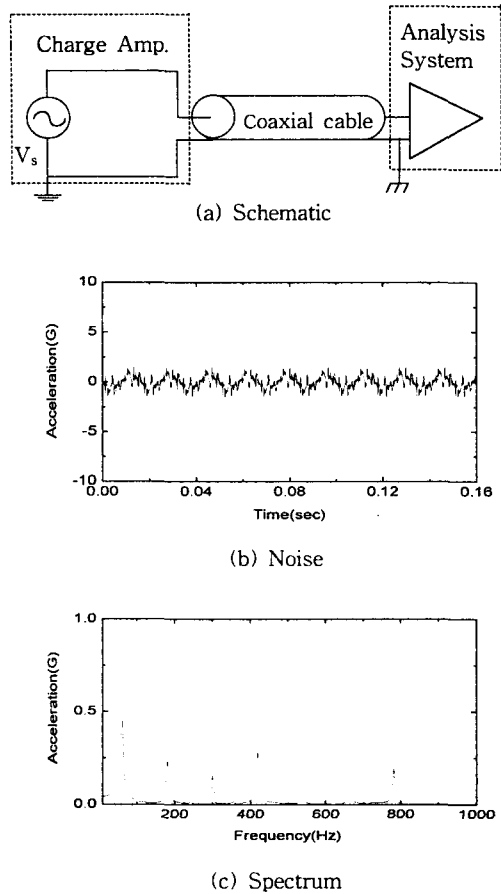 Charge Amp.
Analysis
System
Vs
Coaxial cable
(a) Schematic
10
5
0
-5
-10
Acceleration(G)
0.00
0.04
0.08
0.12
0.16
Time(sec)
(b) Noise
1.0
0.5
0.0
Acceleration(G)
200
400
600
800
1000
Frequency(Hz)
(c) Spectrum